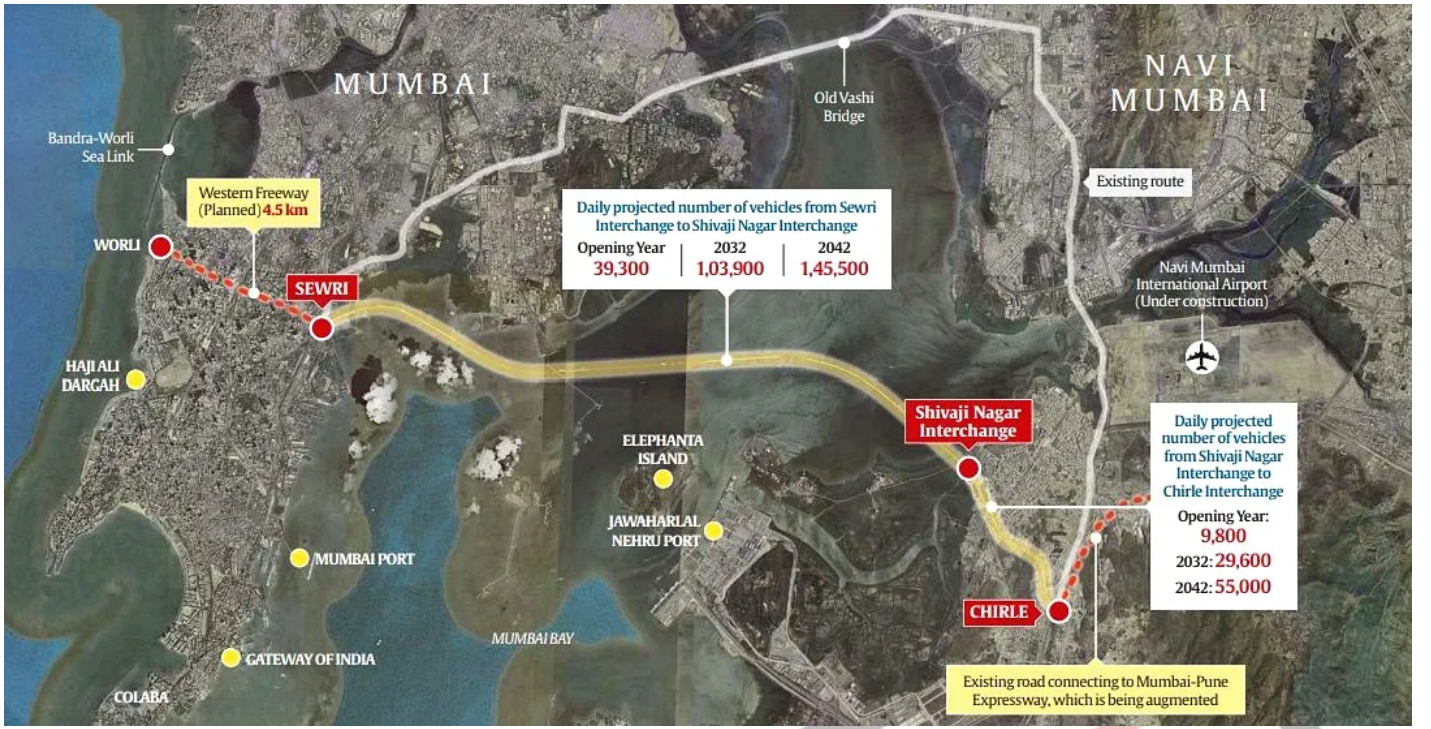 MUMBAI
NAVI
MUMBAI
Old Vashi
Bridge
Bandra-Worli
Sea Link
Existing route
Western Freeway
(Planned) 4.5 km
Daily projected number of vehicles from Sewri
Interchange to Shivaji Nagar Interchange
Opening Year 2032 2042
39,300 1,03,900 1,45,500
WORLI
SEWRI
Navi Mumbai
International Airport
(Under construction)
HAJI ALI
DARGAH
Shivaji Nagar
Interchange
Daily projected
number of vehicles
from Shivaji Nagar
Interchange to
Chirle Interchange
Opening Year:
9,800
2032: 29,600
2042: 55,000
ELEPHANTA
ISLAND
JAWAHARLAL
NEHRU PORT
MUMBAI PORT
CHIRLE
MUMBAI BAY
GATEWAY OF INDIA
COLABA
Existing road connecting to Mumbai-Pune
Expressway, which is being augmented